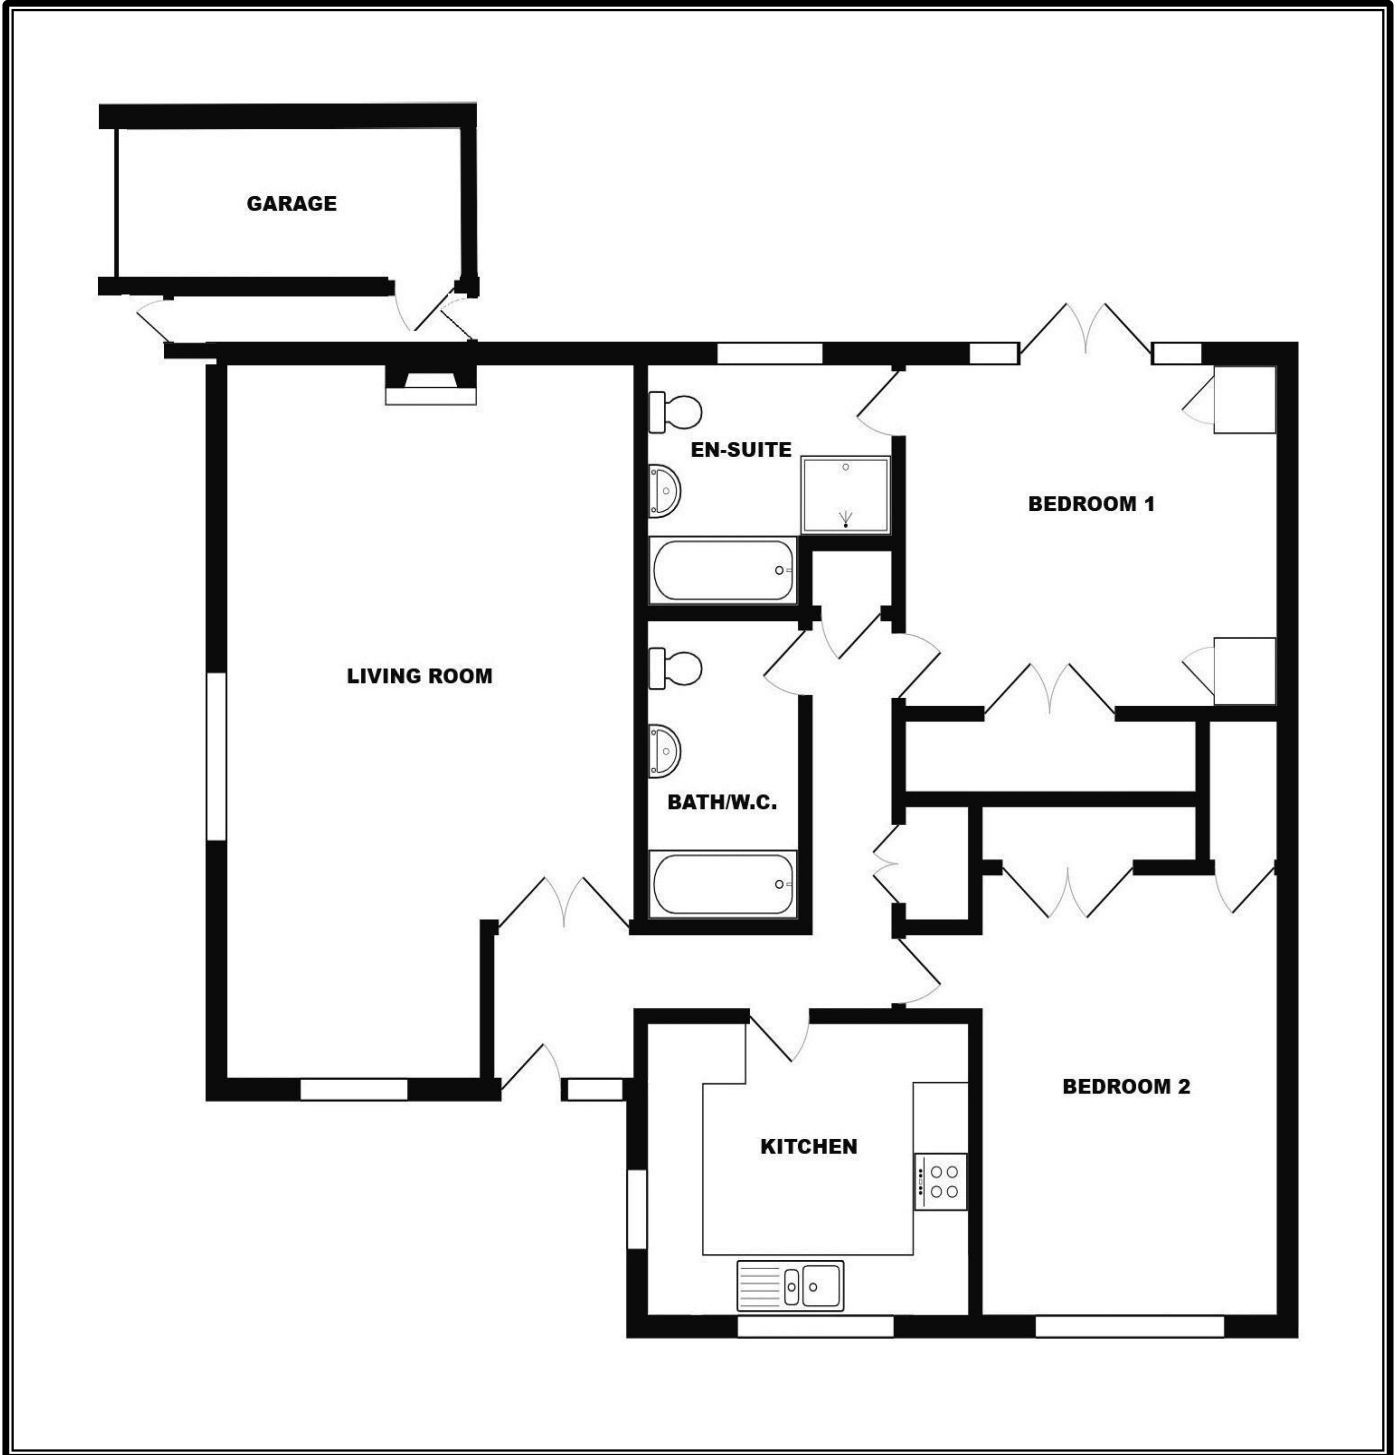 GARAGE
EN-SUITE
BEDROOM 1
LIVING ROOM
BATH/W.C.
BEDROOM 2
KITCHEN